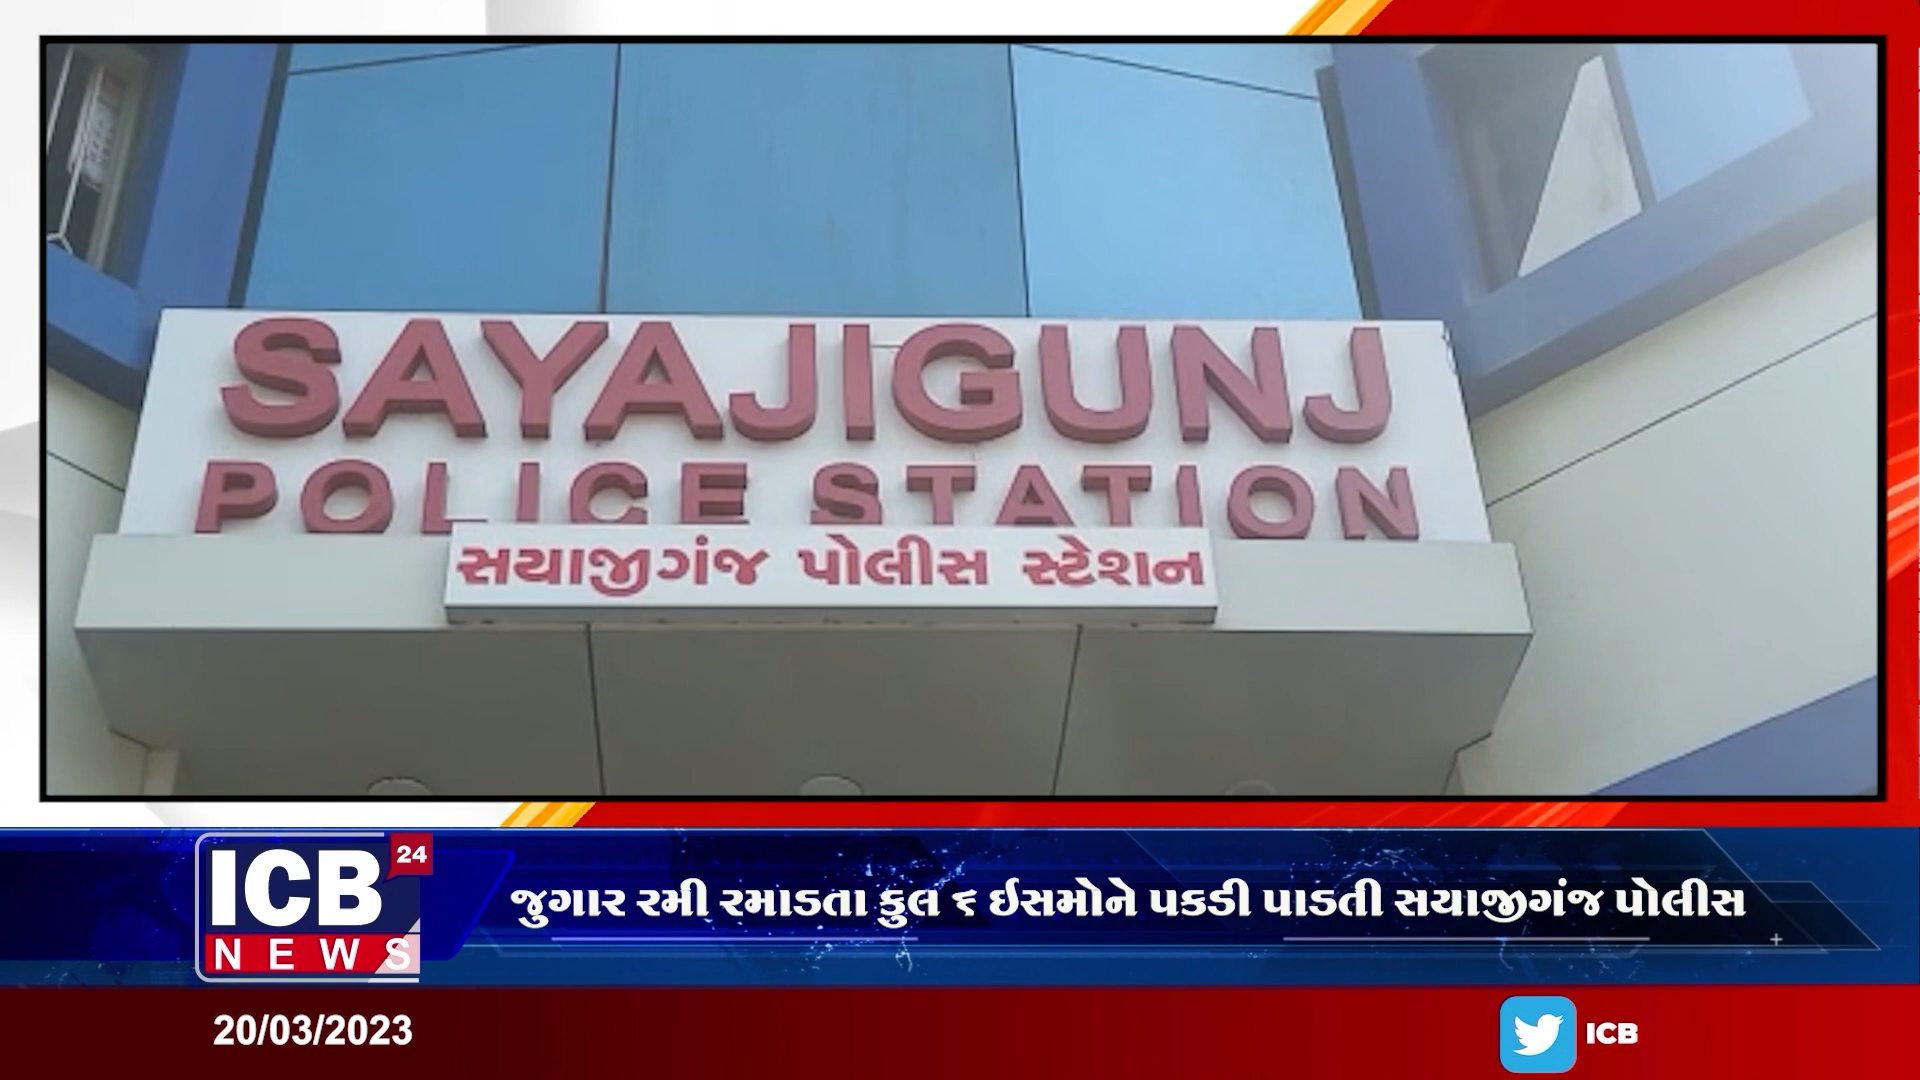 SAYAJIGUNJ
POLICE STATION
સયાજીગંજ પોલીસ સ્ટેશન
ICB 24
NEWS
જુગાર રમી રમાડતા કુલ ૬ ઇસમોને પકડી પાડતી સયાજીગંજ પોલીસ
20/03/2023
ICB